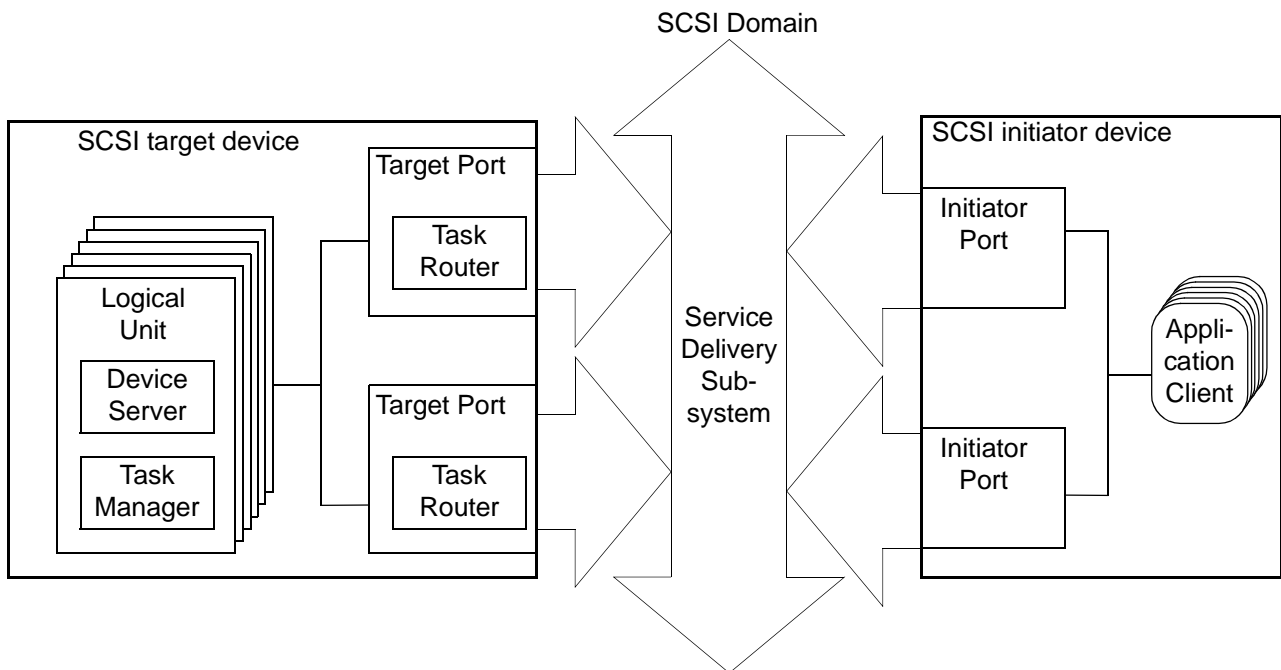 SCSI Domain
SCSI target device
Logical
Unit
Device
Server
Task
Manager
Target Port
Task
Router
Target Port
Task
Router
Service
Delivery
Sub-
system
SCSI initiator device
Initiator
Port
Initiator
Port
Appli-
cation
Client